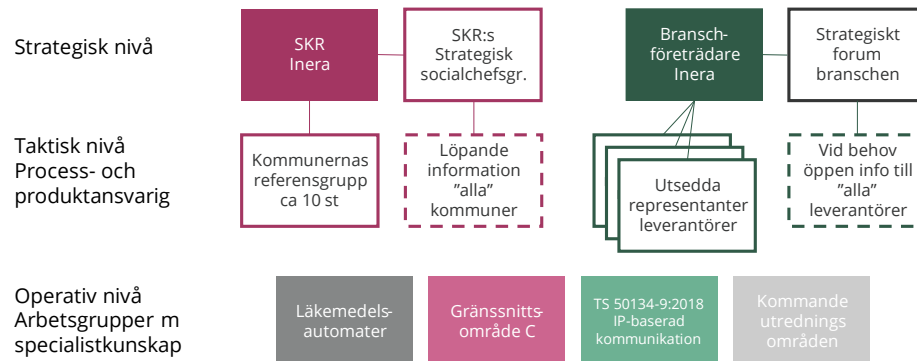 Strategisk nivå
SKR
Inera
SKR:s
Strategisk
socialchefsgr.
Bransch-
företrädare
Inera
Strategiskt
forum
branschen
Taktisk nivå
Process- och
produktansvarig
Kommunernas
referensgrupp
ca 10 st
Löpande
information
”alla”
kommuner
Utsedda
representanter
leverantörer
Vid behov
öppen info till
”alla”
leverantörer
Operativ nivå
Arbetsgrupper m
specialistkunskap
Läkemedels-
automater
Gränssnitts-
område C
TS 50134-9:2018
IP-baserad
kommunikation
Kommande
utrednings
områden